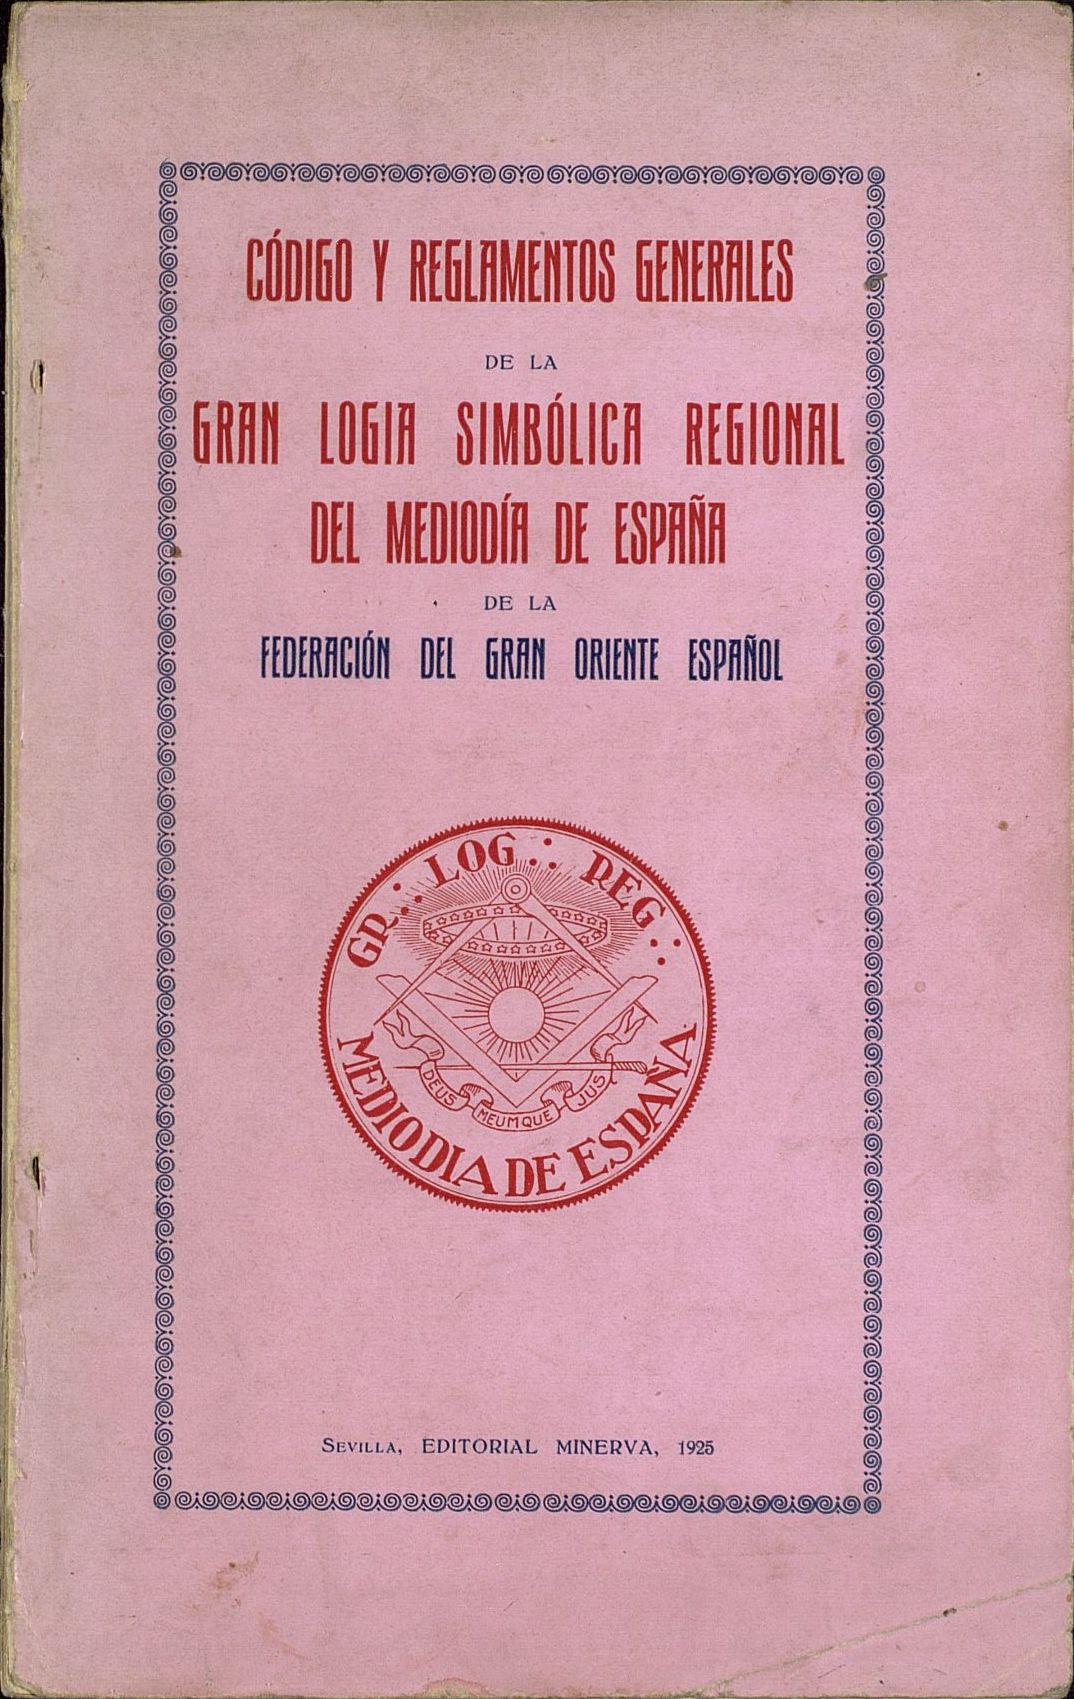 CÓDIGO Y REGLAMENTOS GENERALES
DE LA
GRAN LOGIA SIMBÓLICA REGIONAL
DEL MEDIODÍA DE ESPAÑA
DE LA
FEDERACIÓN DEL GRAN ORIENTE ESPAÑOL
GR∴ LOG∴ REG∴
DEUS MEUMQUE JUS
MEDIODIA DE ESPAÑA
SEVILLA, EDITORIAL MINERVA, 1925